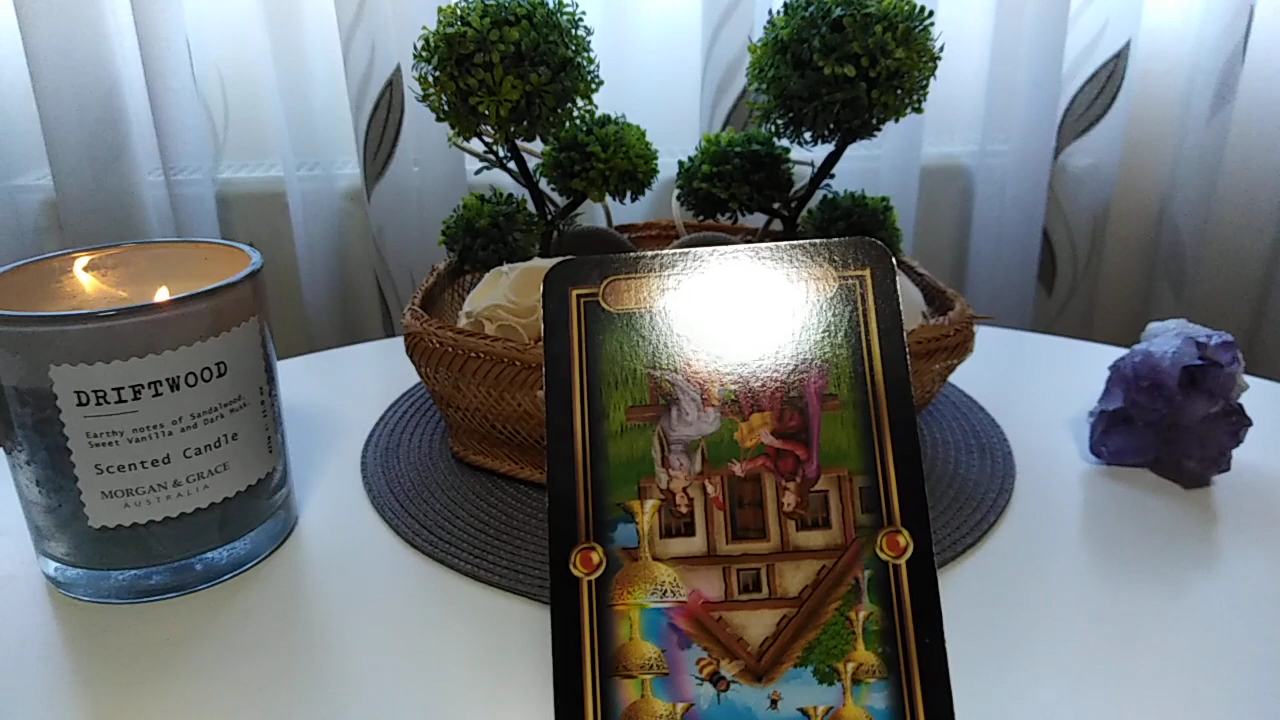 DRIFTWOOD
Earthy notes of Sandalwood,
Sweet Vanilla and Dark Musk.
Scented Candle
MORGAN & GRACE
AUSTRALIA